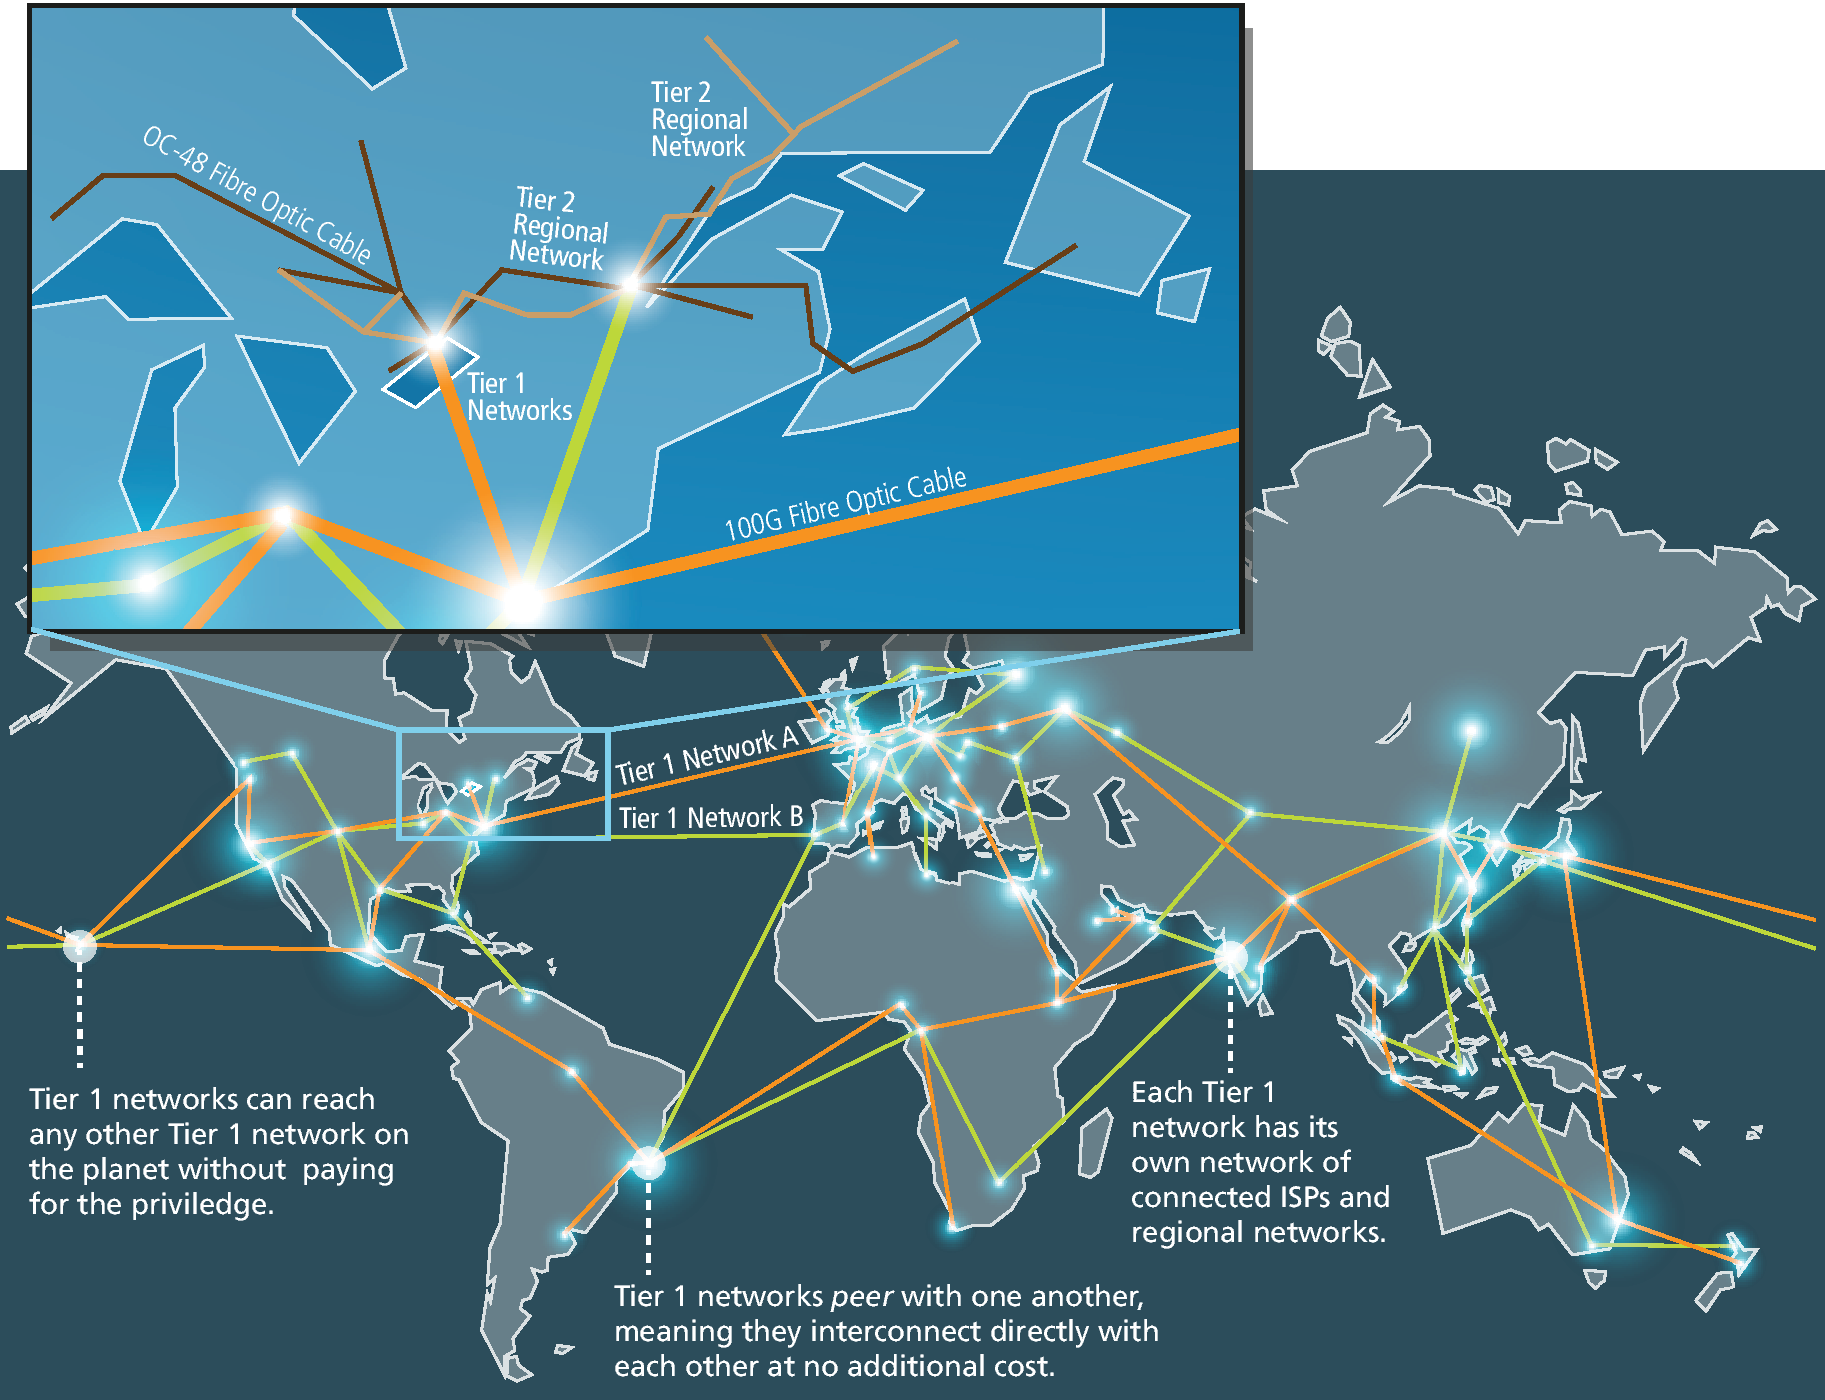 OC-48 Fibre Optic Cable
Tier 2
Regional
Network
Tier 2
Regional
Network
Tier 1
Networks
100G Fibre Optic Cable
Tier 1 Network A
Tier 1 Network B
Tier 1 networks can reach
any other Tier 1 network on
the planet without paying
for the priviledge.
Tier 1 networks peer with one another,
meaning they interconnect directly with
each other at no additional cost.
Each Tier 1
network has its
own network of
connected ISPs and
regional networks.